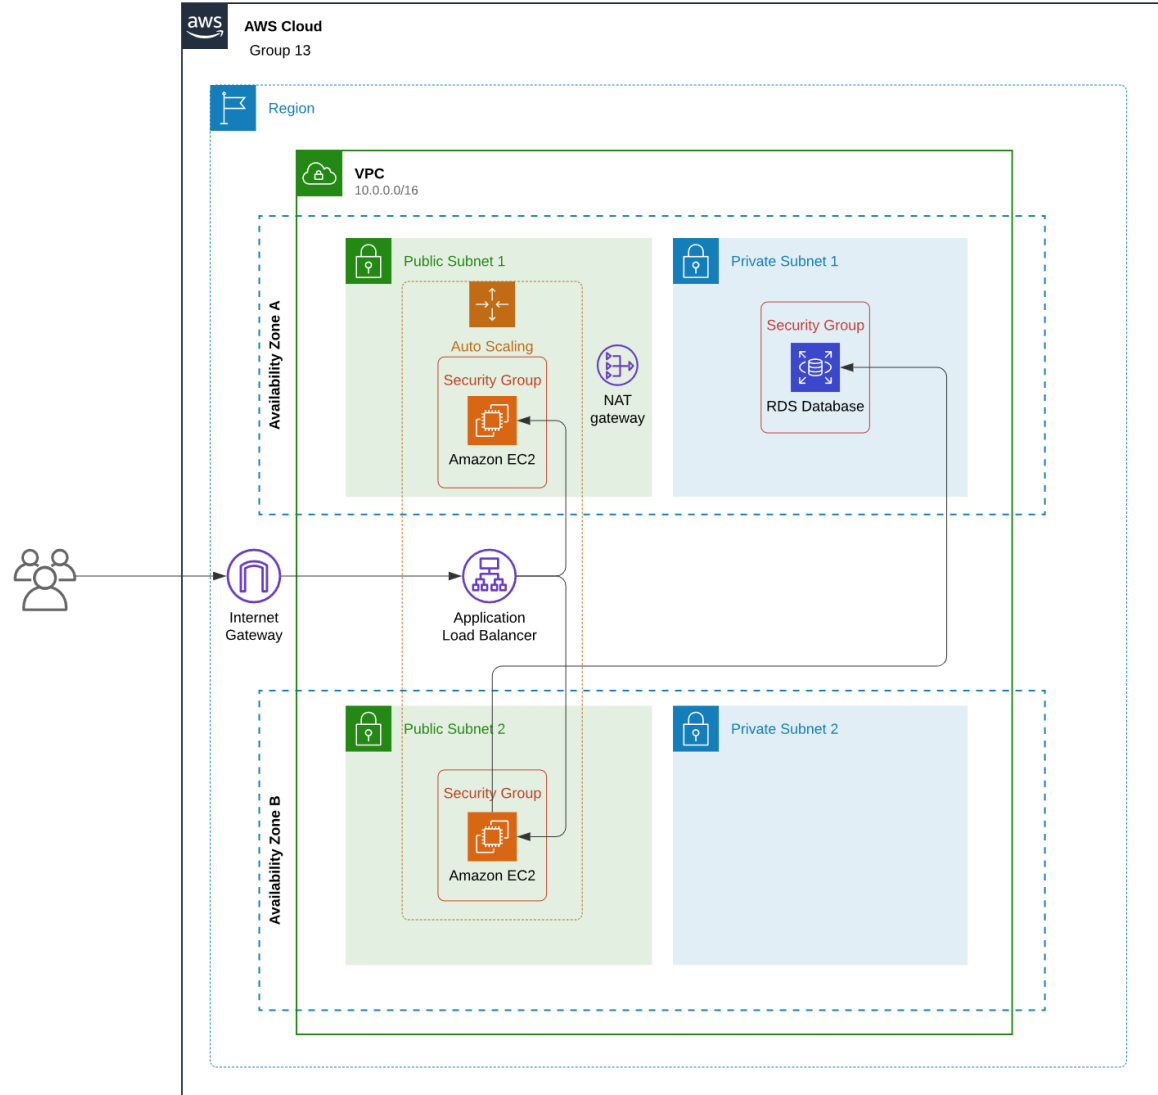 aws
AWS Cloud
Group 13
Region
VPC
10.0.0.0/16
Availability Zone A
Public Subnet 1
Auto Scaling
Security Group
Amazon EC2
NAT
gateway
Private Subnet 1
Security Group
RDS Database
Internet
Gateway
Application
Load Balancer
Availability Zone B
Public Subnet 2
Security Group
Amazon EC2
Private Subnet 2